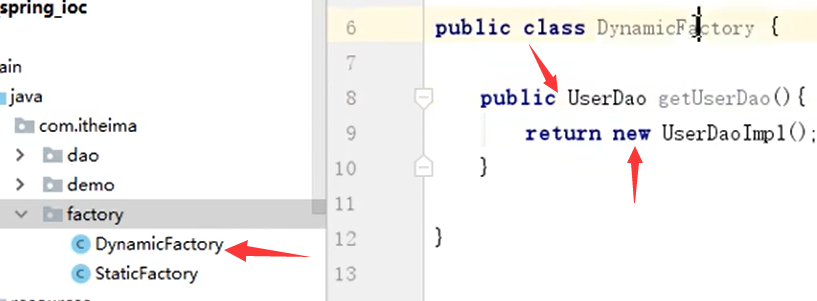 spring_ioc
ain
java
com.itheima
dao
demo
factory
DynamicFactory
StaticFactory
6 public class DynamicFactory {
7
8 public UserDao getUserDao(){
9 return new UserDaoImpl();
10 }
11
12 }
13